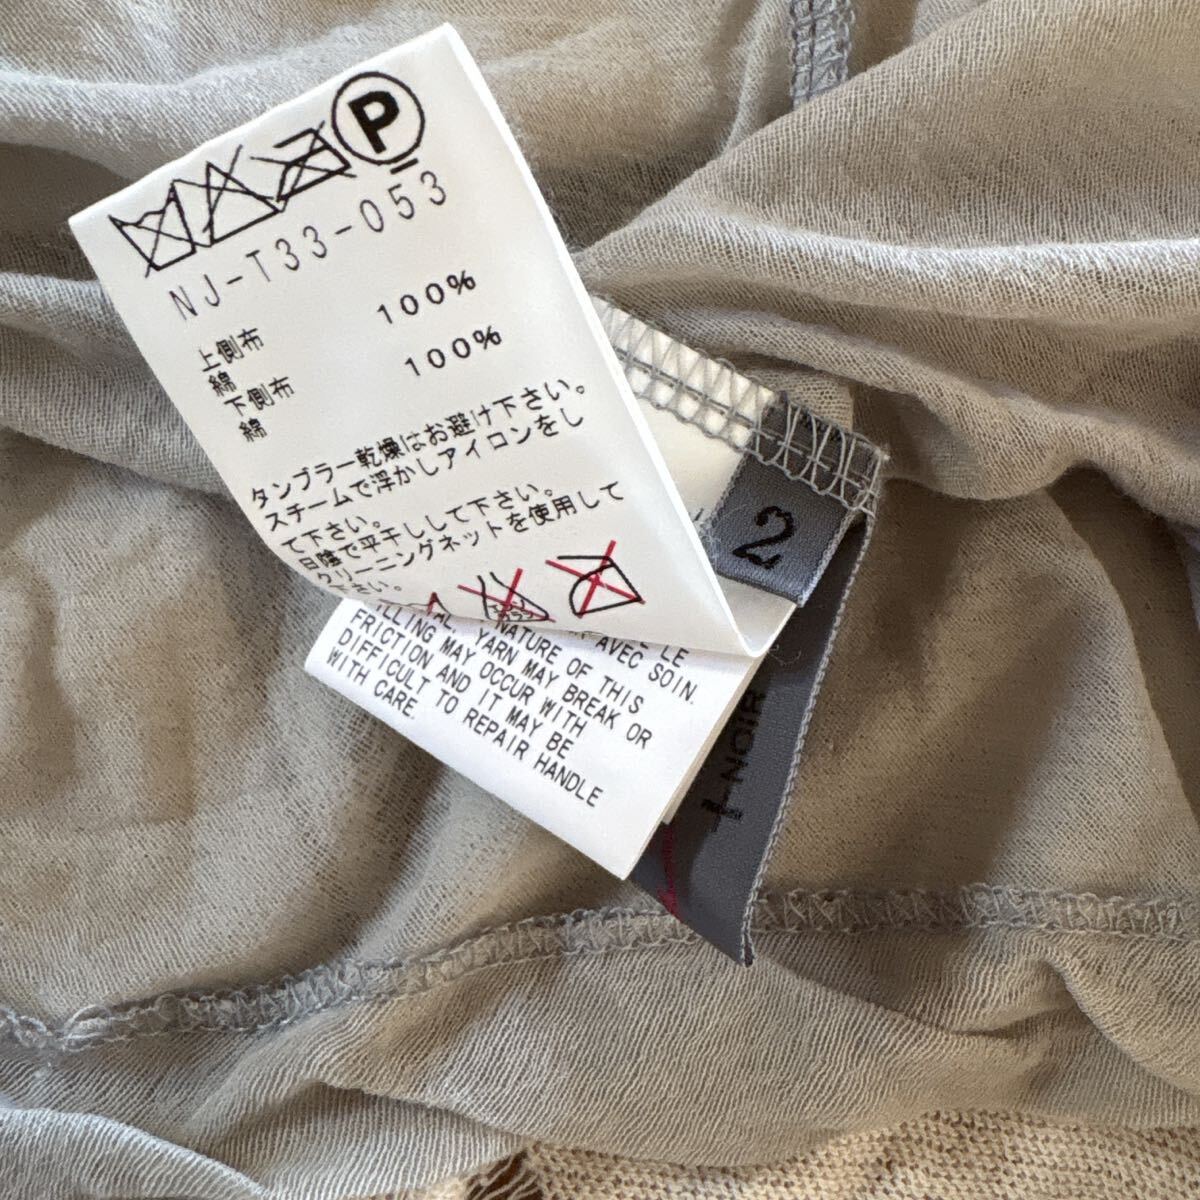 P
NJ-T33-053
上側布
綿 100%
下側布
綿 100%
タンブラー乾燥はお避け下さい。
スチームで浮かしアイロンをし
て下さい。
日陰で平干しして下さい。
クリーニングネットを使用して
下さい。
2
LE
AVEC SOIN.
NATURE OF THIS
YARN MAY BREAK OR
MAY OCCUR WITH
FRICTION AND IT MAY BE
DIFFICULT TO REPAIR HANDLE
WITH CARE.
NOIR